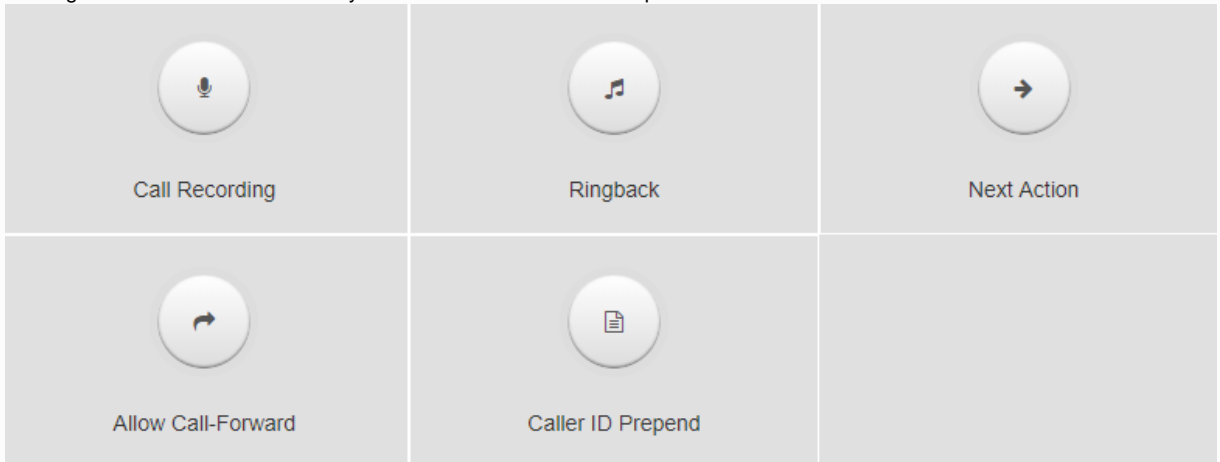 Call Recording
Ringback
Next Action
Allow Call-Forward
Caller ID Prepend